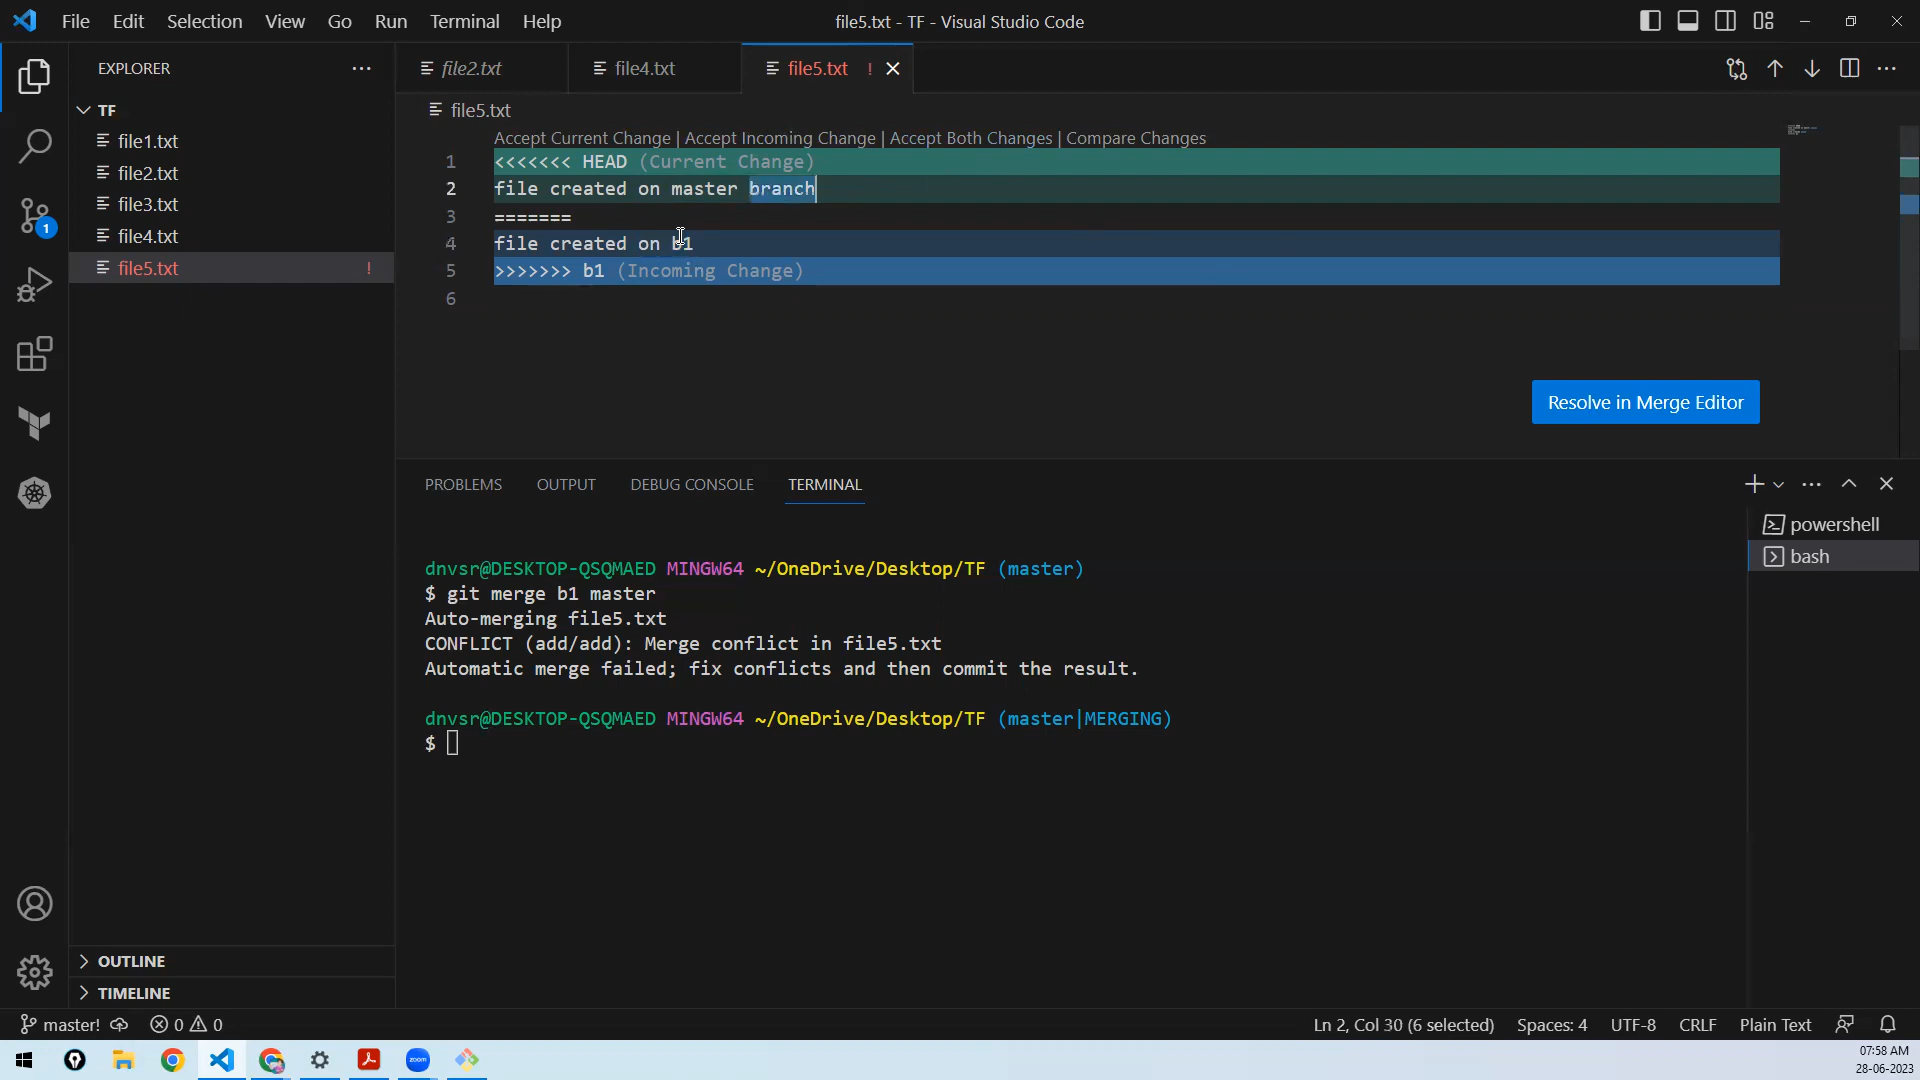 File Edit Selection View Go Run Terminal Help file5.txt - TF - Visual Studio Code
EXPLORER
TF
file1.txt
file2.txt
file3.txt
file4.txt
file5.txt !
OUTLINE
TIMELINE
1
file2.txt file4.txt file5.txt !
file5.txt
Accept Current Change | Accept Incoming Change | Accept Both Changes | Compare Changes
1 <<<<<<< HEAD (Current Change)
2 file created on master branch
3 =======
4 file created on b1
5 >>>>>>> b1 (Incoming Change)
6
Resolve in Merge Editor
PROBLEMS OUTPUT DEBUG CONSOLE TERMINAL
powershell
bash
dnvsr@DESKTOP-QSQMAED MINGW64 ~/OneDrive/Desktop/TF (master)
$ git merge b1 master
Auto-merging file5.txt
CONFLICT (add/add): Merge conflict in file5.txt
Automatic merge failed; fix conflicts and then commit the result.
dnvsr@DESKTOP-QSQMAED MINGW64 ~/OneDrive/Desktop/TF (master|MERGING)
$
master! 0 0 Ln 2, Col 30 (6 selected) Spaces: 4 UTF-8 CRLF Plain Text
zoom
07:58 AM
28-06-2023